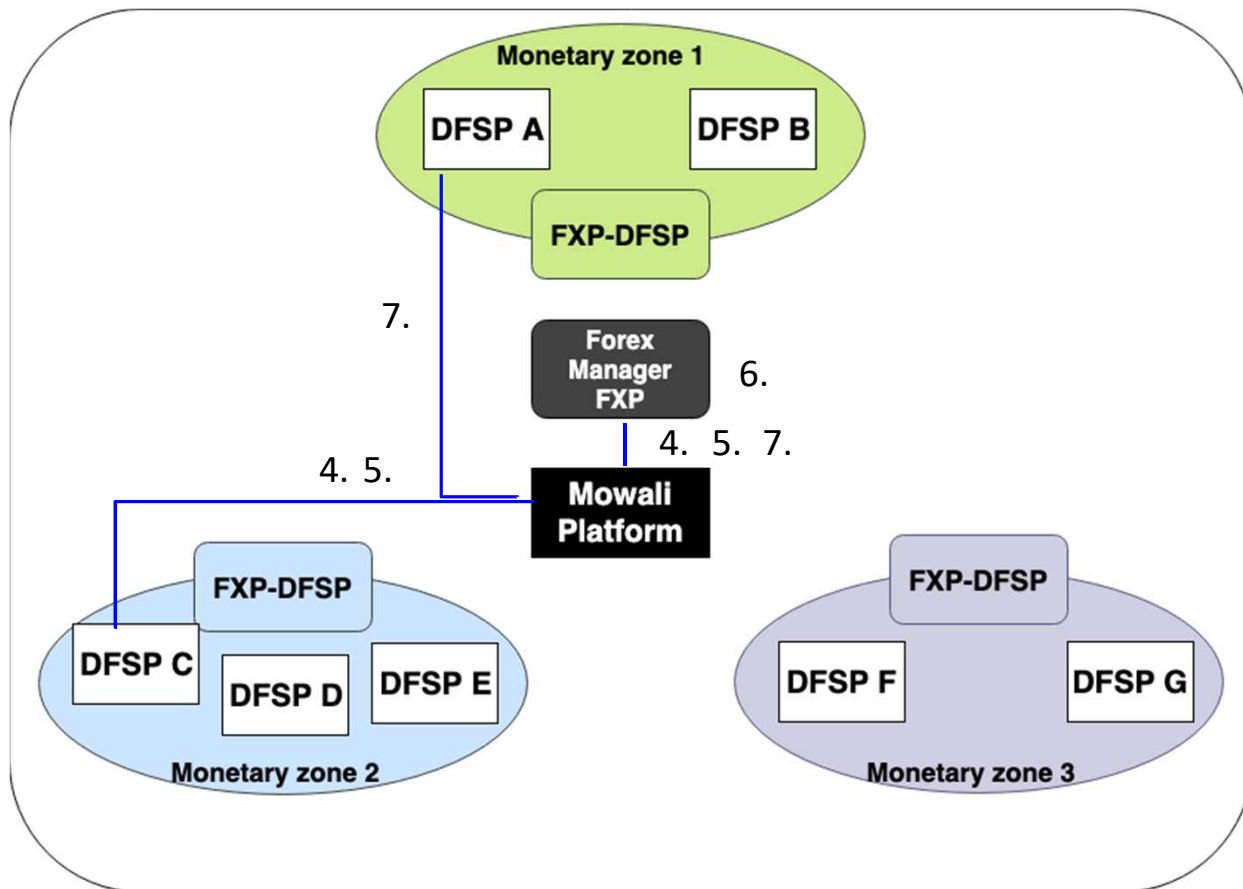 Monetary zone 1
DFSP A
DFSP B
FXP-DFSP
7.
Forex
Manager
FXP
6.
4. 5. 7.
4. 5.
Mowali
Platform
FXP-DFSP
FXP-DFSP
DFSP C
DFSP D
DFSP E
DFSP F
DFSP G
Monetary zone 2
Monetary zone 3